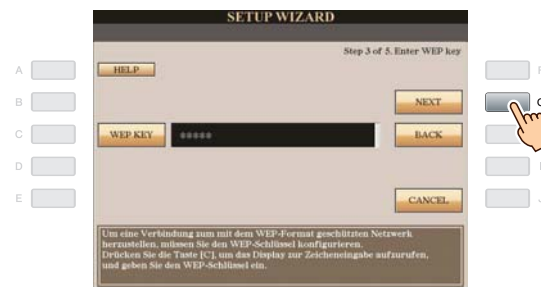 SETUP WIZARD
Step 3 of 5. Enter WEP key
A
HELP
B
NEXT
C
WEP KEY
*****
BACK
D
E
CANCEL
Um eine Verbindung zum mit dem WEP-Format geschützten Netzwerk
herzustellen, müssen Sie den WEP-Schlüssel konfigurieren.
Drücken Sie die Taste [C], um das Display zur Zeicheneingabe aufzurufen,
und geben Sie den WEP-Schlüssel ein.